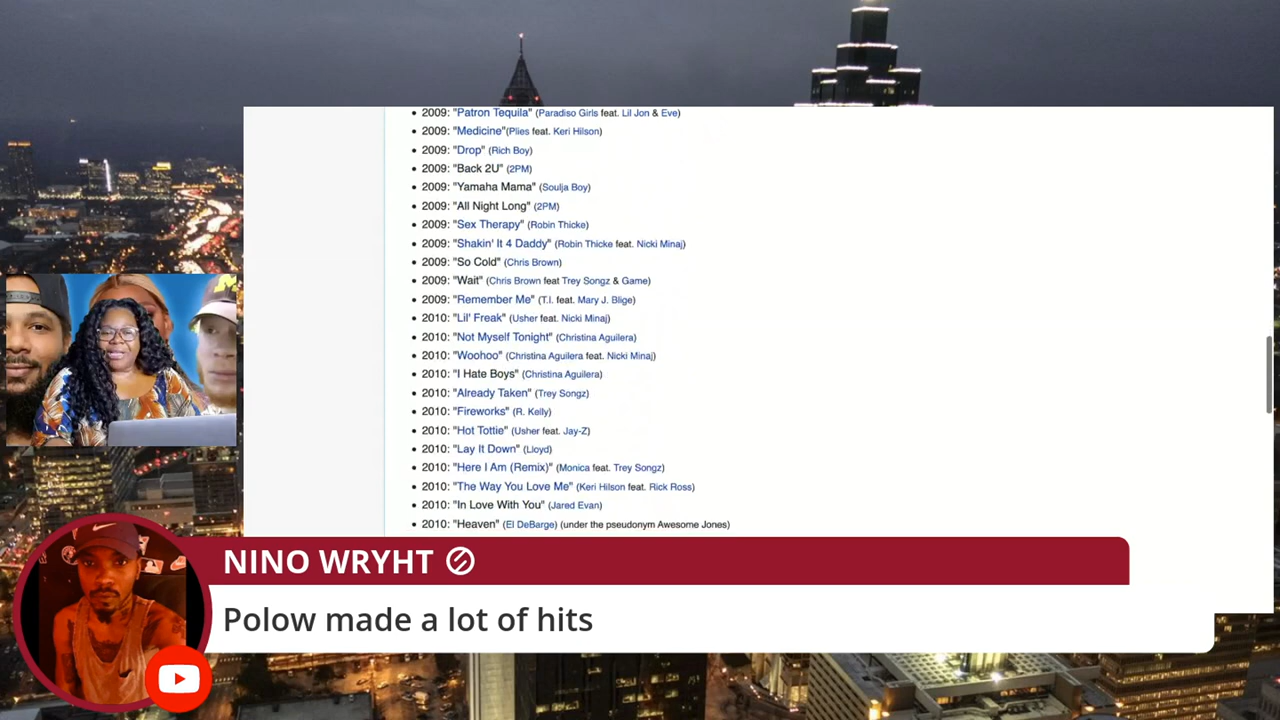 • 2009: "Patron Tequila" (Paradiso Girls feat. Lil Jon & Eve)
• 2009: "Medicine"(Plies feat. Keri Hilson)
• 2009: "Drop" (Rich Boy)
• 2009: "Back 2U" (2PM)
• 2009: "Yamaha Mama" (Soulja Boy)
• 2009: "All Night Long" (2PM)
• 2009: "Sex Therapy" (Robin Thicke)
• 2009: "Shakin' It 4 Daddy" (Robin Thicke feat. Nicki Minaj)
• 2009: "So Cold" (Chris Brown)
• 2009: "Wait" (Chris Brown feat Trey Songz & Game)
• 2009: "Remember Me" (T.I. feat. Mary J. Blige)
• 2010: "Lil' Freak" (Usher feat. Nicki Minaj)
• 2010: "Not Myself Tonight" (Christina Aguilera)
• 2010: "Woohoo" (Christina Aguilera feat. Nicki Minaj)
• 2010: "I Hate Boys" (Christina Aguilera)
• 2010: "Already Taken" (Trey Songz)
• 2010: "Fireworks" (R. Kelly)
• 2010: "Hot Tottie" (Usher feat. Jay-Z)
• 2010: "Lay It Down" (Lloyd)
• 2010: "Here I Am (Remix)" (Monica feat. Trey Songz)
• 2010: "The Way You Love Me" (Keri Hilson feat. Rick Ross)
• 2010: "In Love With You" (Jared Evan)
• 2010: "Heaven" (El DeBarge) (under the pseudonym Awesome Jones)
NINO WRYHT
Polow made a lot of hits